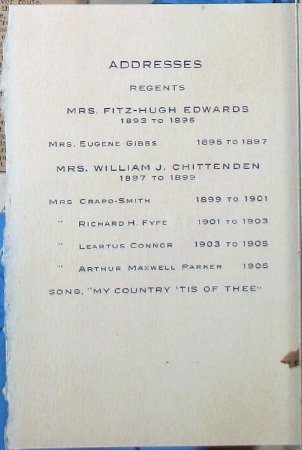 ADDRESSES
REGENTS
MRS. FITZ-HUGH EDWARDS
1893 TO 1895
MRS. EUGENE GIBBS 1895 TO 1897
MRS. WILLIAM J. CHITTENDEN
1897 TO 1899
MRS CRAPO-SMITH 1899 TO 1901
" RICHARD H. FYFE 1901 TO 1903
" LEARTUS CONNOR 1903 TO 1905
" ARTHUR MAXWELL PARKER 1905
SONG, "MY COUNTRY 'TIS OF THEE"